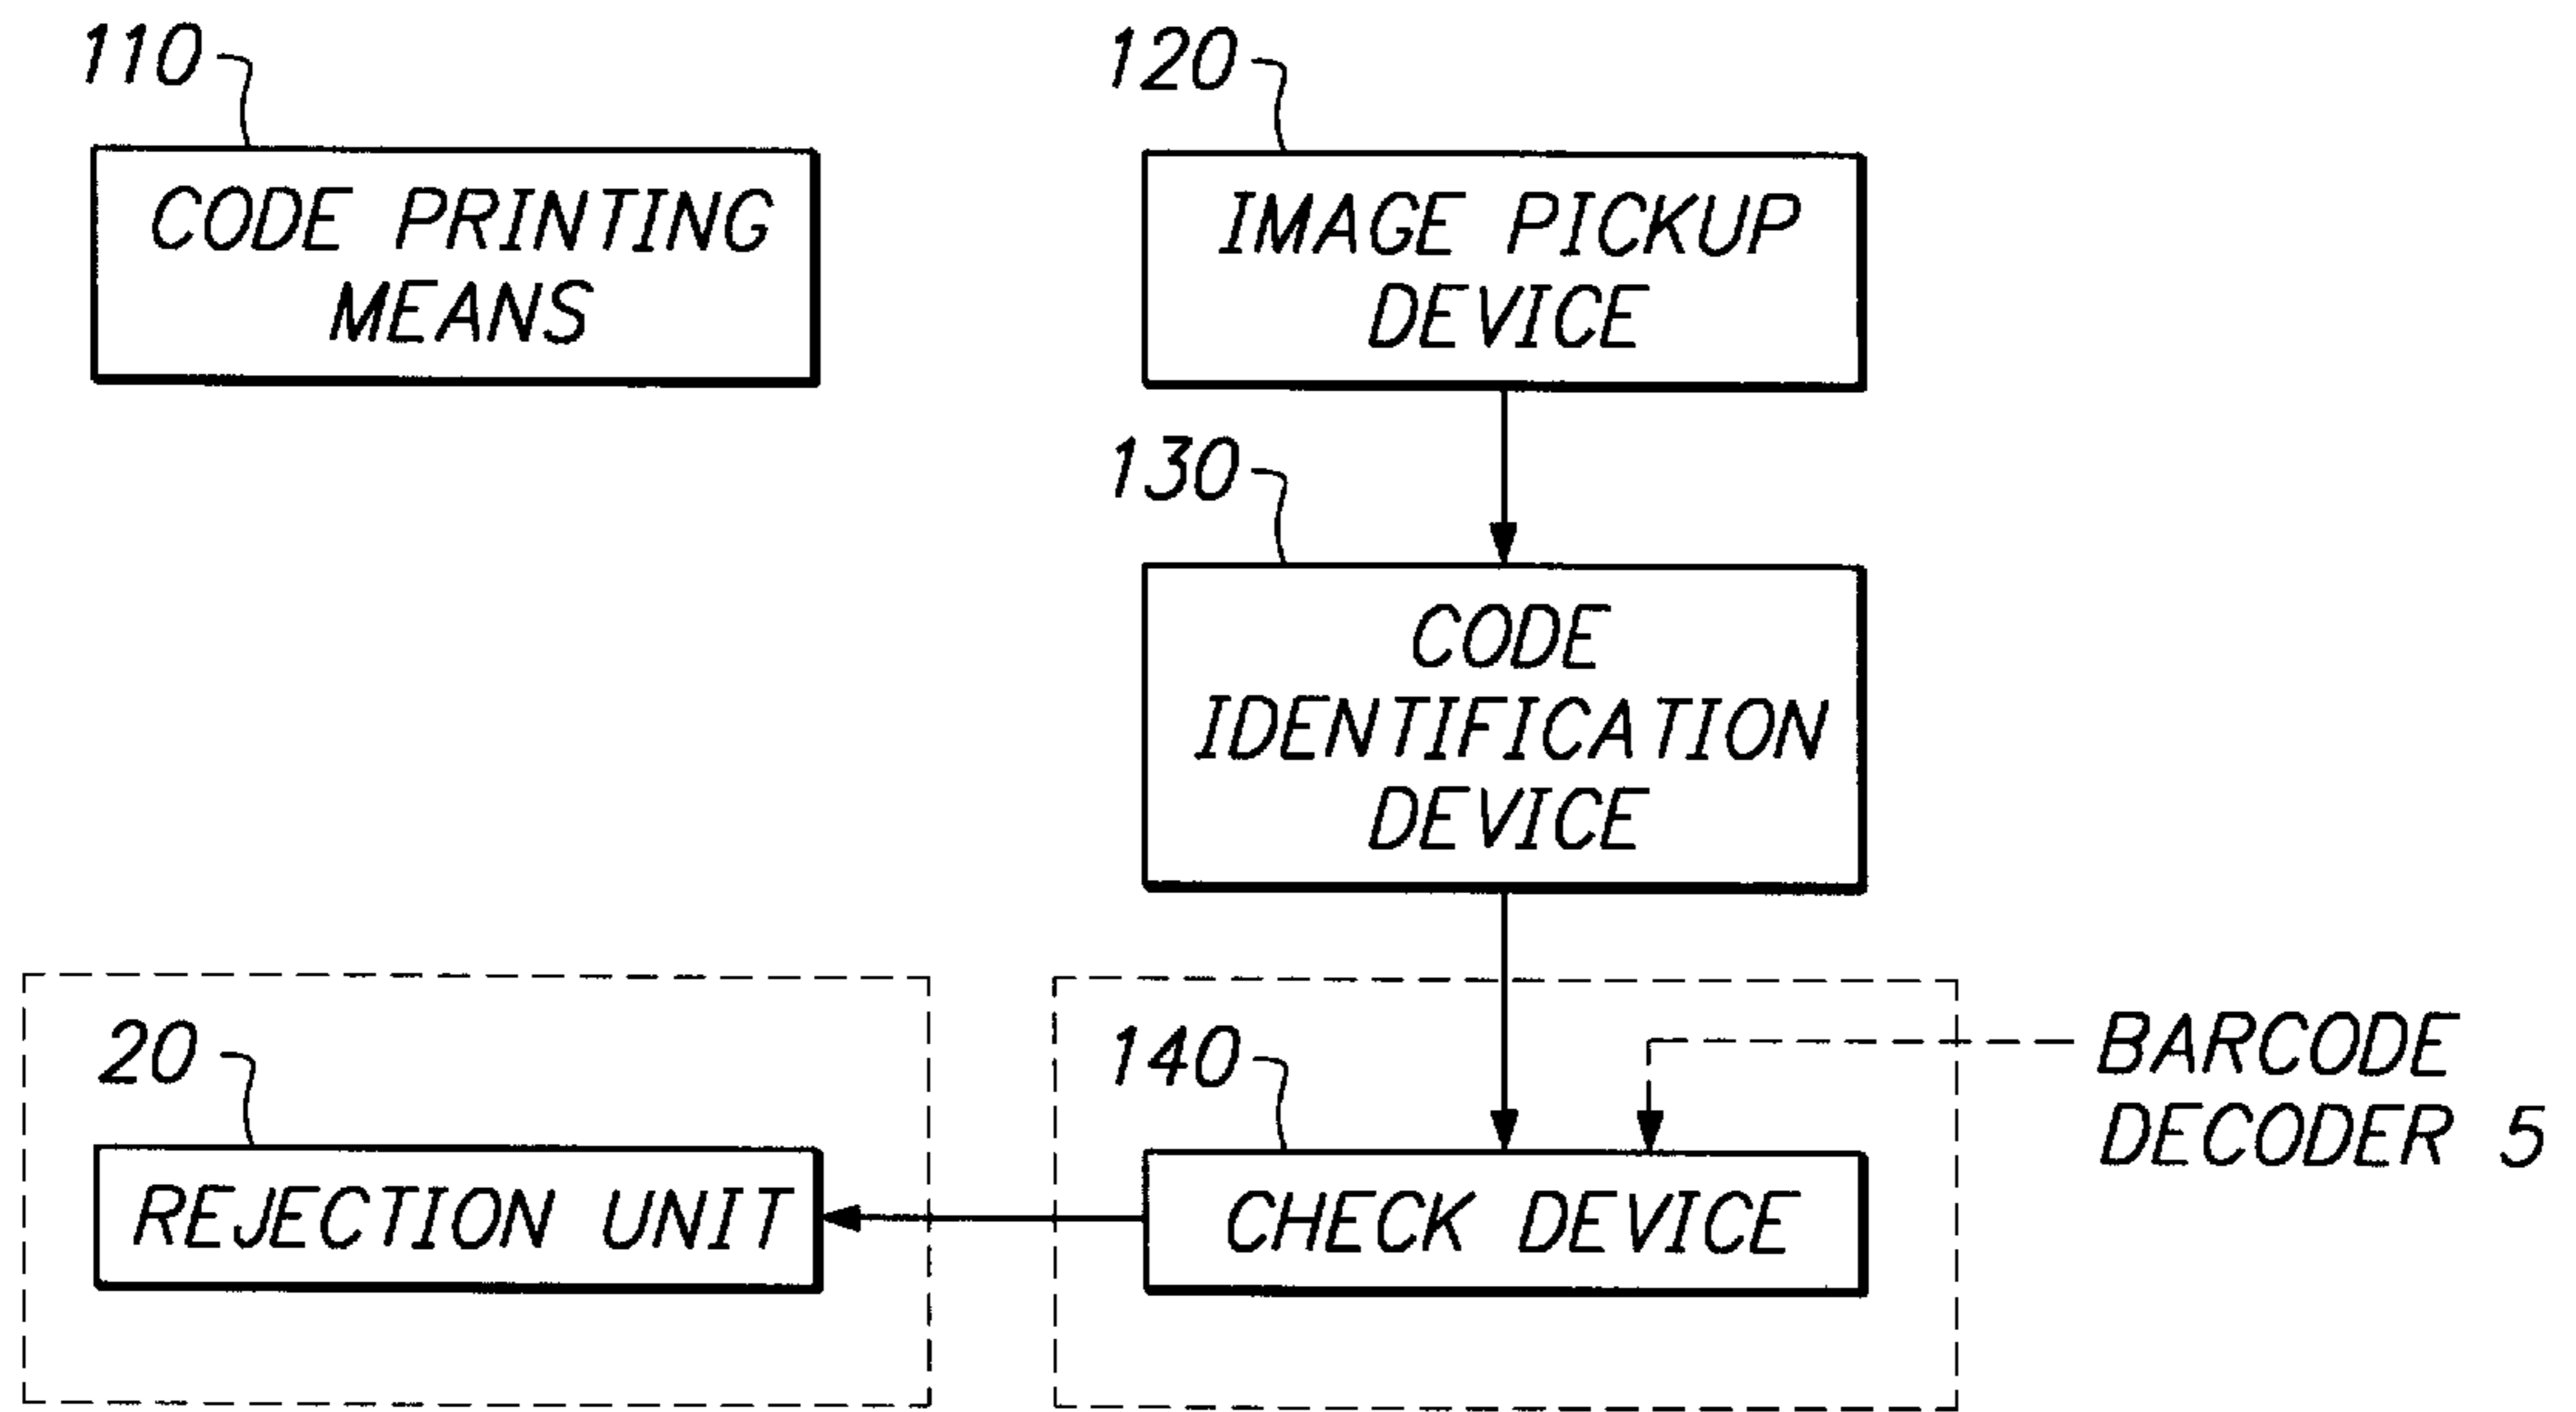 110
CODE PRINTING
MEANS
120
IMAGE PICKUP
DEVICE
130
CODE
IDENTIFICATION
DEVICE
20
REJECTION UNIT
140
CHECK DEVICE
BARCODE
DECODER 5